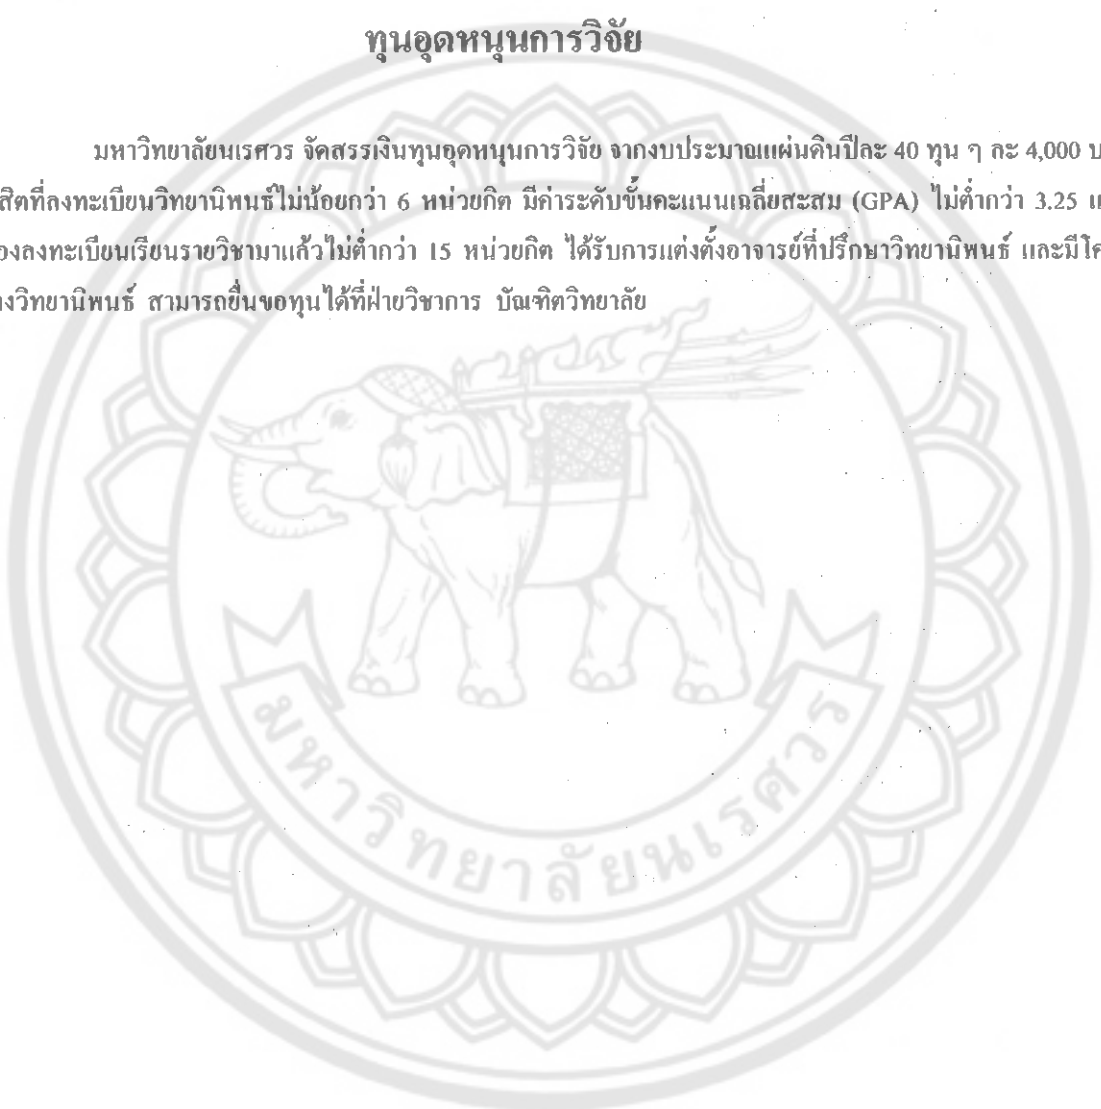 ทุนอุดหนุนการวิจัย
มหาวิทยาลัยนเรศวร จัดสรรเงินทุนอุดหนุนการวิจัย จากงบประมาณแผ่นดินปีละ 40 ทุน ๆ ละ 4,000
ที่ลงทะเบียนวิทยานิพนธ์ไม่น้อยกว่า 6 หน่วยกิต มีค่าระดับขั้นคะแนนเฉลี่ยสะสม (GPA) ไม่ต่ำกว่า 3.25
ลงทะเบียนเรียนรายวิชามาแล้วไม่ต่ำกว่า 15 หน่วยกิต ได้รับการแต่งตั้งอาจารย์ที่ปรึกษาวิทยานิพนธ์ และมี
วิทยานิพนธ์ สามารถยื่นขอทุนได้ที่ฝ่ายวิชาการ บัณฑิตวิทยาลัย
มหาวิทยาลัยนเรศวร